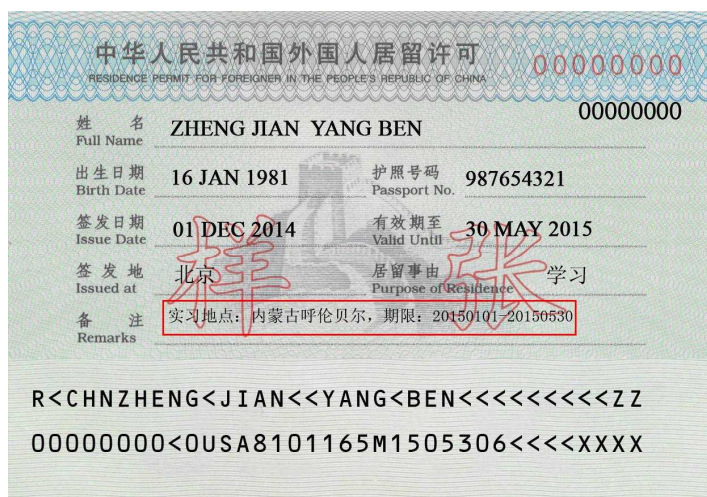 中华人民共和国外国人居留许可
RESIDENCE PERMIT FOR FOREIGNER IN THE PEOPLE'S REPUBLIC OF CHINA
00000000
00000000
姓 名 ZHENG JIAN YANG BEN
Full Name
出生日期 16 JAN 1981 护照号码 987654321
Birth Date Passport No.
签发日期 01 DEC 2014 有效期至 30 MAY 2015
Issue Date Valid Until
签 发 地 北京 居留事由 学习
Issued at Purpose of Residence
备 注 实习地点：内蒙古呼伦贝尔，期限：20150101-20150530
Remarks
样 张
R<CHNZHENG<JIAN<<YANG<BEN<<<<<<<<<ZZ
00000000<0USA8101165M1505306<<<<XXXX